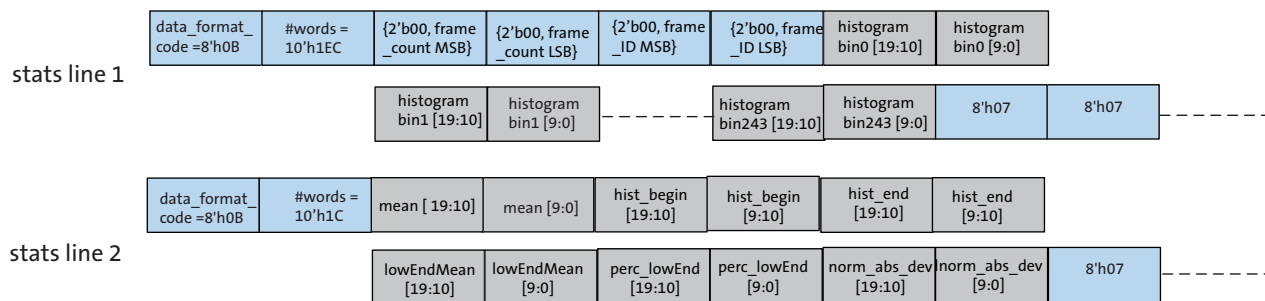 data_format_
code =8'h0B
#words =
10'h1EC
{2'b00, frame
_count MSB}
{2'b00, frame
_count LSB}
{2'b00, frame
_ID MSB}
{2'b00, frame
_ID LSB}
histogram
bin0 [19:10]
histogram
bin0 [9:0]
stats line 1
histogram
bin1 [19:10]
histogram
bin1 [9:0]
histogram
bin243 [19:10]
histogram
bin243 [9:0]
8'h07
8'h07
data_format_
code =8'h0B
#words =
10'h1C
mean [ 19:10]
mean [9:0]
hist_begin
[19:10]
hist_begin
[9:10]
hist_end
[19:10]
hist_end
[9:10]
stats line 2
lowEndMean
[19:10]
lowEndMean
[9:0]
perc_lowEnd
[19:10]
perc_lowEnd
[9:0]
norm_abs_dev
[19:10]
lnorm_abs_dev
[9:0]
8'h07